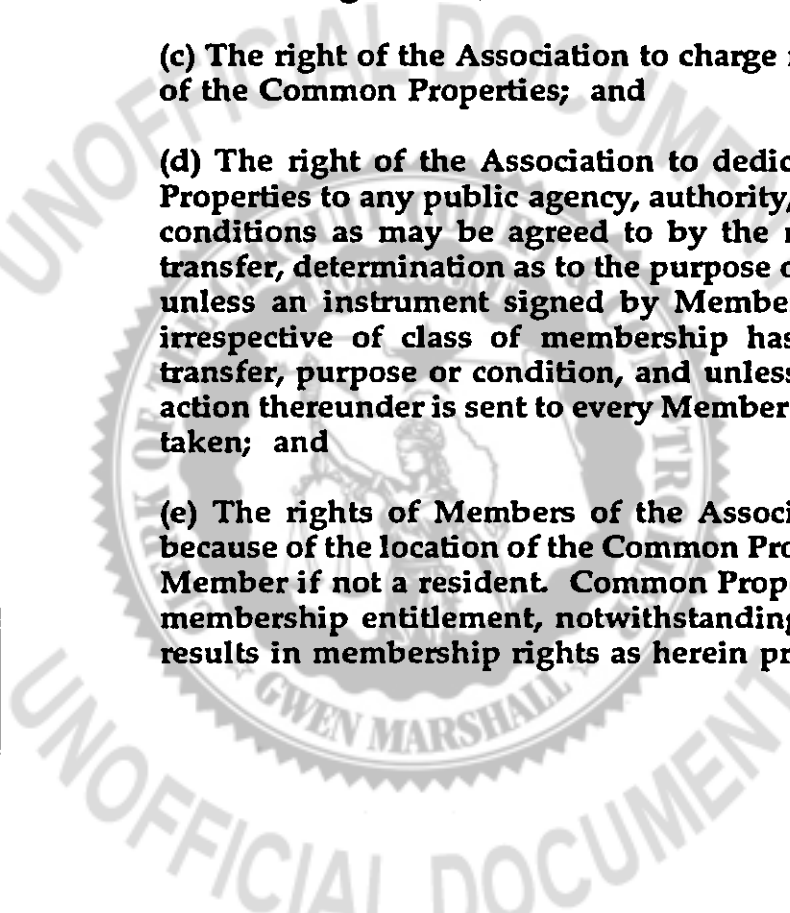 (c) The right of the Association to charge
of the Common Properties; and
(d) The right of the Association to dedic
Properties to any public agency, authority,
conditions as may be agreed to by the
transfer, determination as to the purpose
unless an instrument signed by Membe
irrespective of class of membership has
transfer, purpose or condition, and unless
action thereunder is sent to every Member
taken; and
(e) The rights of Members of the Associ
because of the location of the Common Pro
Member if not a resident. Common Prop
membership entitlement, notwithstanding
results in membership rights as herein pr
GWEN MARSHALL
UNOFFICIAL DOCUMENT
UNOFFICIAL DOCUMENT